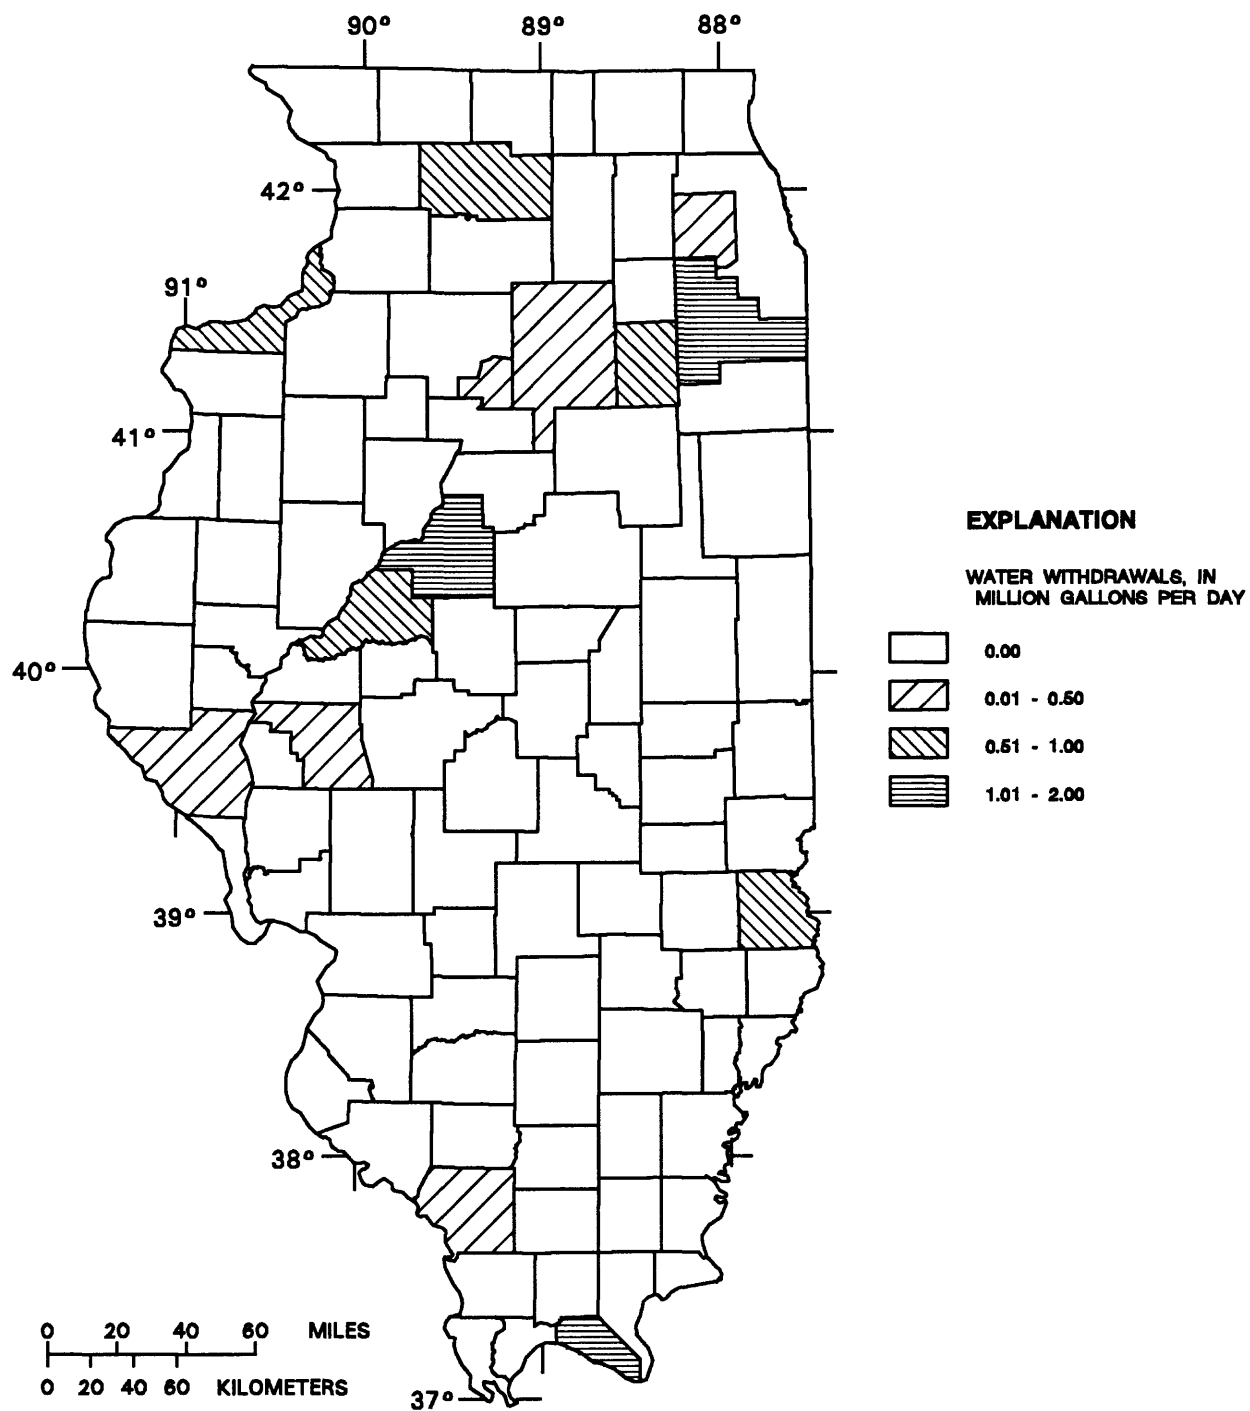 90° 89° 88°
42°
91°
41°
40°
39°
38°
37°
EXPLANATION
WATER WITHDRAWALS, IN
MILLION GALLONS PER DAY
0.00
0.01 - 0.50
0.51 - 1.00
1.01 - 2.00
0 20 40 60 MILES
0 20 40 60 KILOMETERS